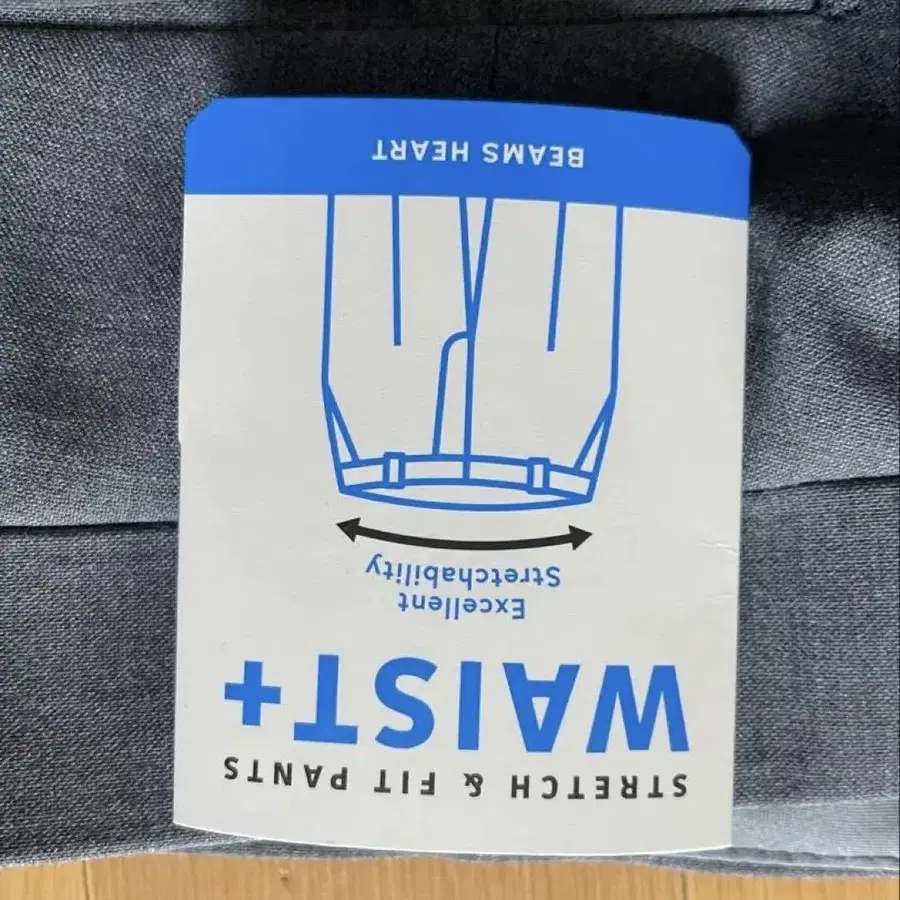 STRETCH & FIT PANTS
WAIST+
Excellent
Stretchability
BEAMS HEART